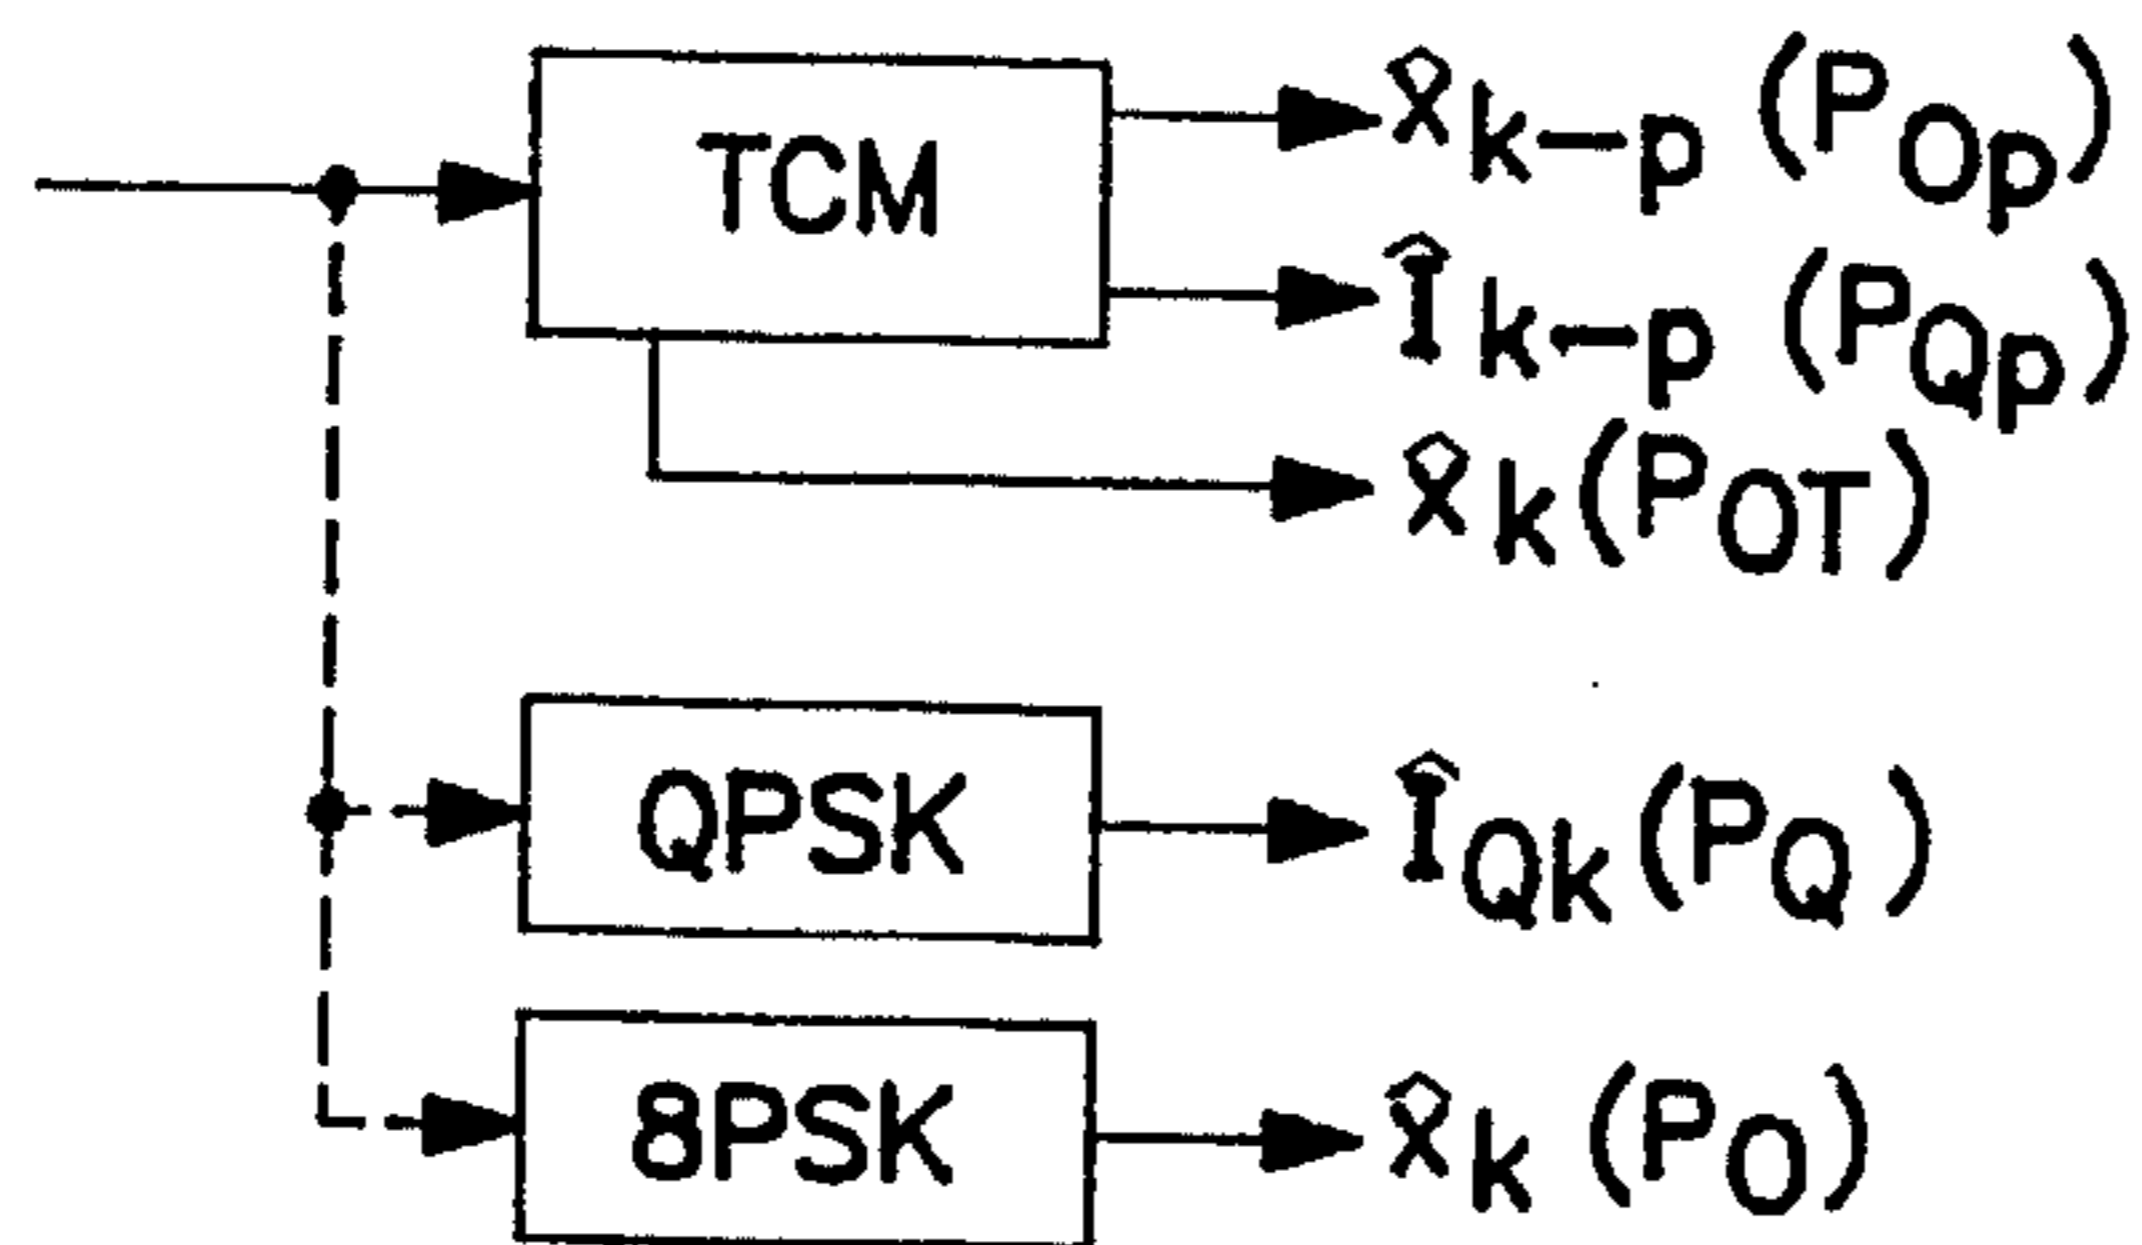 TCM
x̂k-p (POp)
Îk-p (PQp)
x̂k(POT)
QPSK
ÎQk(PQ)
8PSK
x̂k (PO)